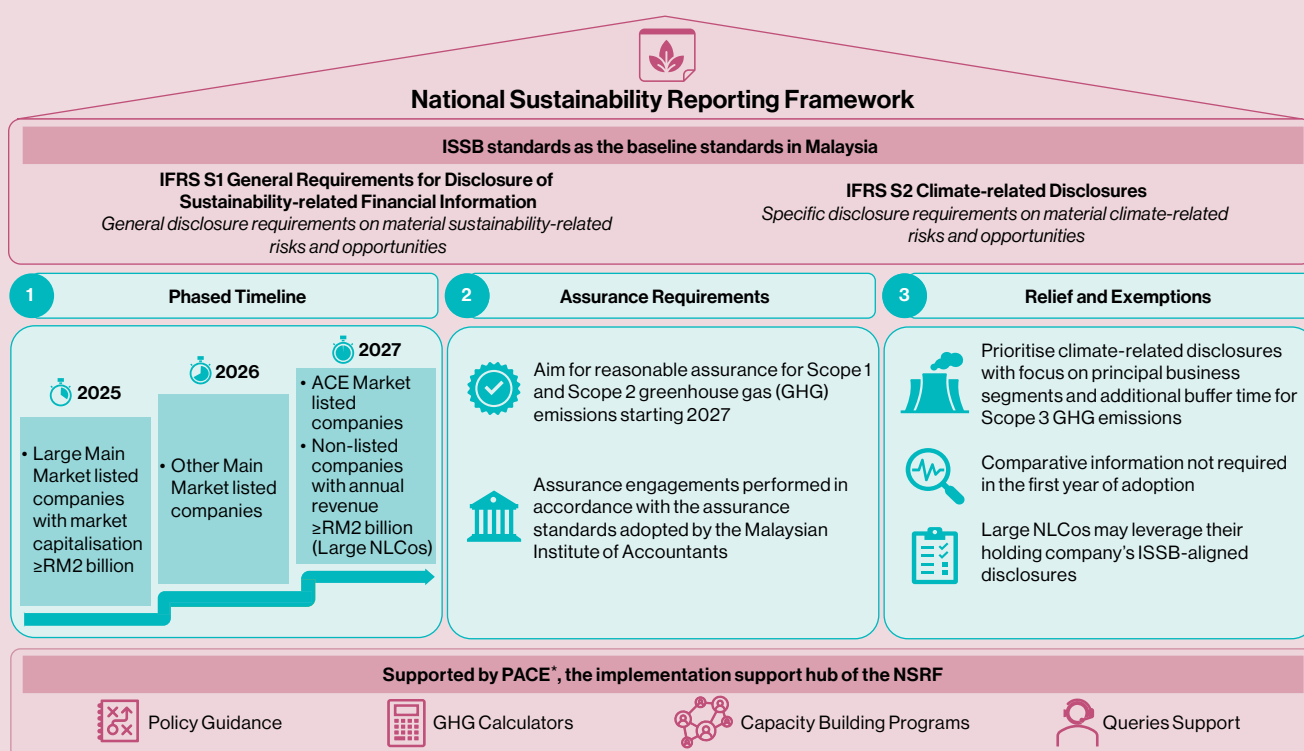 National Sustainability Reporting Framework
ISSB standards as the baseline standards in Malaysia
IFRS S1 General Requirements for Disclosure of
Sustainability-related Financial Information
General disclosure requirements on material sustainability-related
risks and opportunities
IFRS S2 Climate-related Disclosures
Specific disclosure requirements on material climate-related
risks and opportunities
1
Phased Timeline
2025
• Large Main
Market listed
companies
with market
capitalisation
≥RM2 billion
2026
• Other Main
Market listed
companies
2027
• ACE Market
listed
companies
• Non-listed
companies
with annual
revenue
≥RM2 billion
(Large NLCos)
2
Assurance Requirements
Aim for reasonable assurance for Scope 1
and Scope 2 greenhouse gas (GHG)
emissions starting 2027
Assurance engagements performed in
accordance with the assurance
standards adopted by the Malaysian
Institute of Accountants
3
Relief and Exemptions
Prioritise climate-related disclosures
with focus on principal business
segments and additional buffer time for
Scope 3 GHG emissions
Comparative information not required
in the first year of adoption
Large NLCos may leverage their
holding company's ISSB-aligned
disclosures
Supported by PACE*, the implementation support hub of the NSRF
Policy Guidance
GHG Calculators
Capacity Building Programs
Queries Support